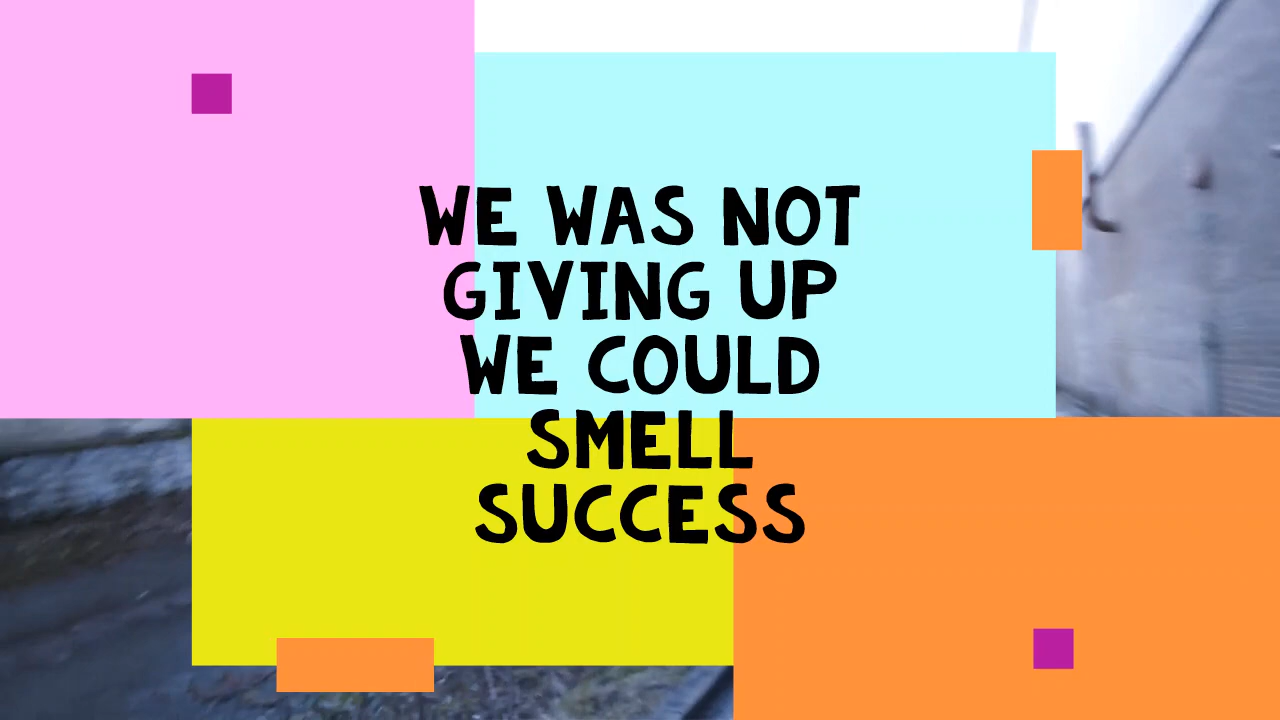 WE WAS NOT
GIVING UP
WE COULD
SMELL
SUCCESS